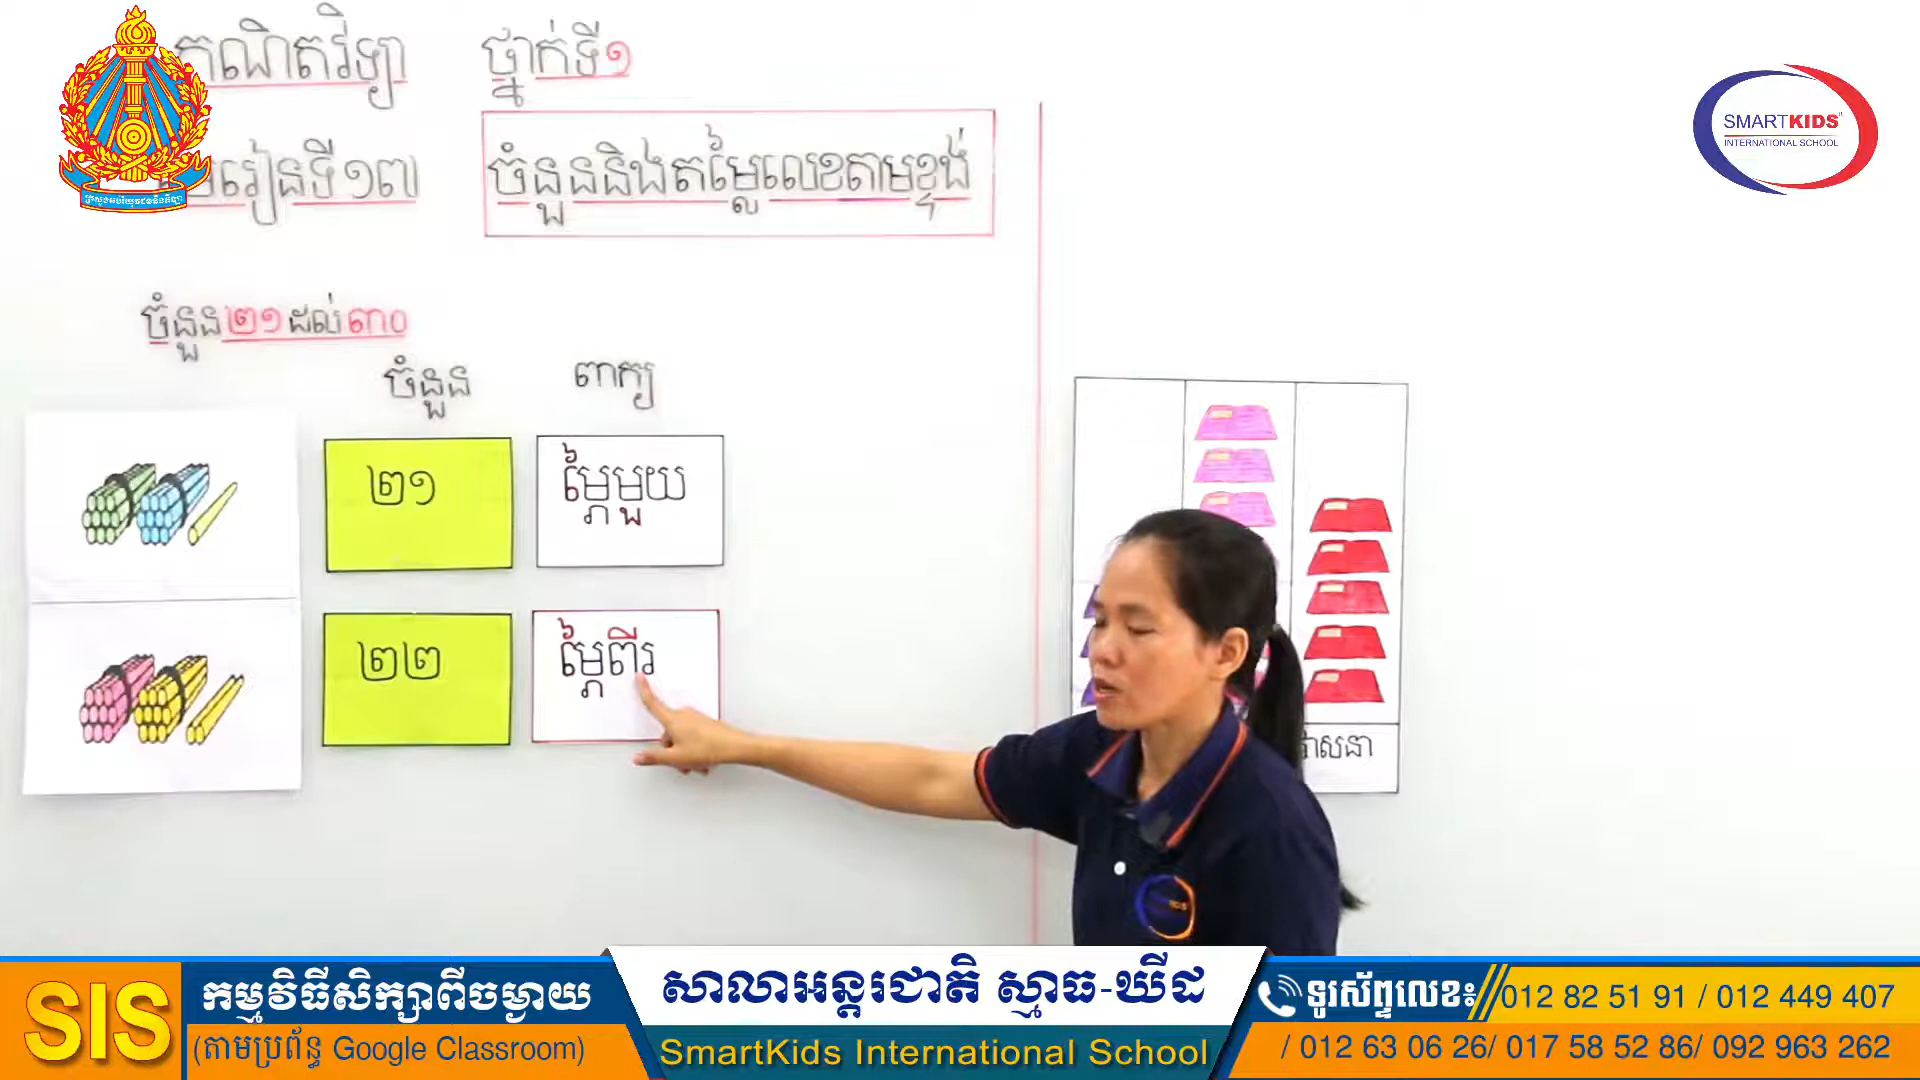 គណិតវិទ្យា ថ្នាក់ទី១
មេរៀនទី១៧ ចំនួននិងតម្លៃលេខតាមខ្ទង់
ចំនួន២១ដល់៣០
ចំនួន ពាក្យ
២១ ម្ភៃមួយ
២២ ម្ភៃពីរ
SMARTKIDS
INTERNATIONAL SCHOOL
SIS
កម្មវិធីសិក្សាពីចម្ងាយ
(តាមប្រព័ន្ធ Google Classroom)
សាលាអន្តរជាតិ ស្មាធ-ឃីដ
SmartKids International School
ទូរស័ព្ទលេខ៖ 012 82 51 91 / 012 449 407
/ 012 63 06 26/ 017 58 52 86/ 092 963 262